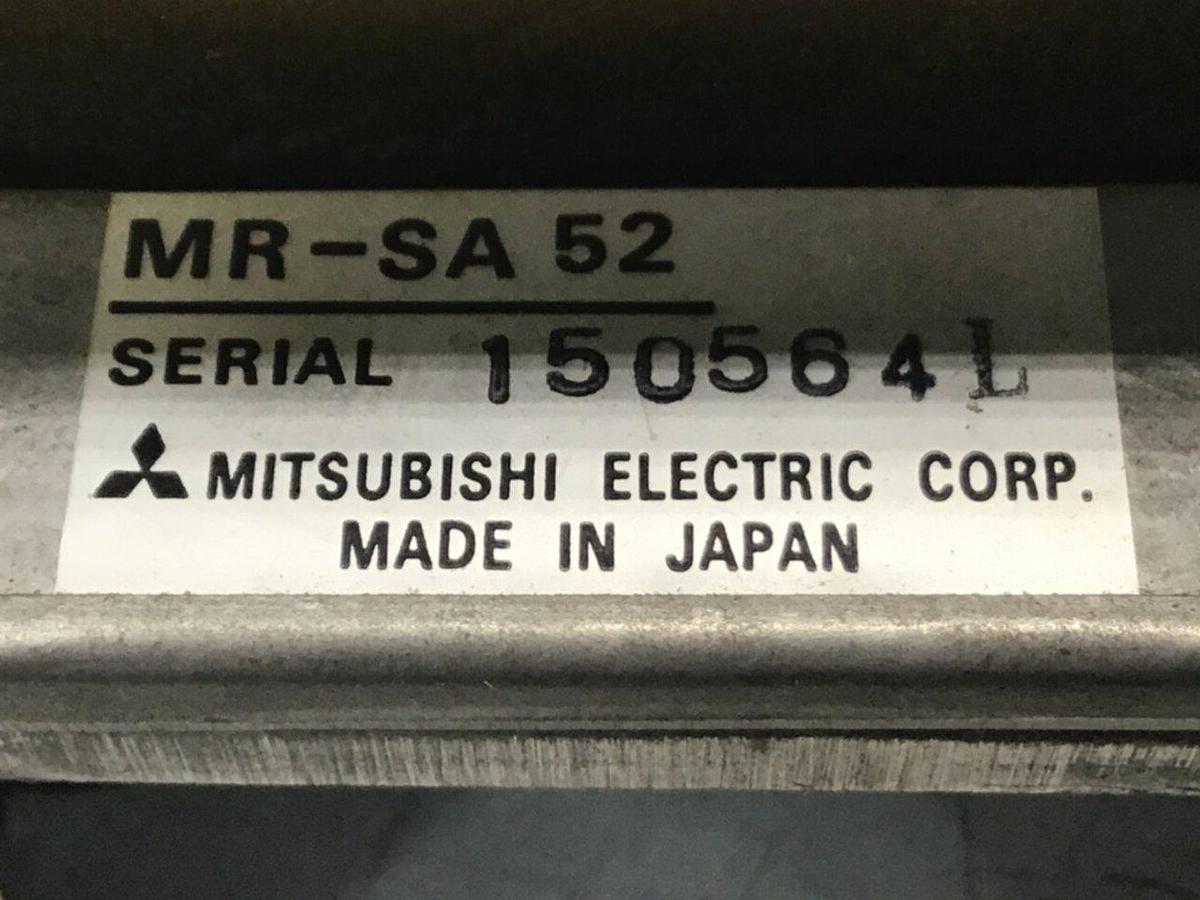 MR-SA 52
SERIAL 150564L
MITSUBISHI ELECTRIC CORP.
MADE IN JAPAN